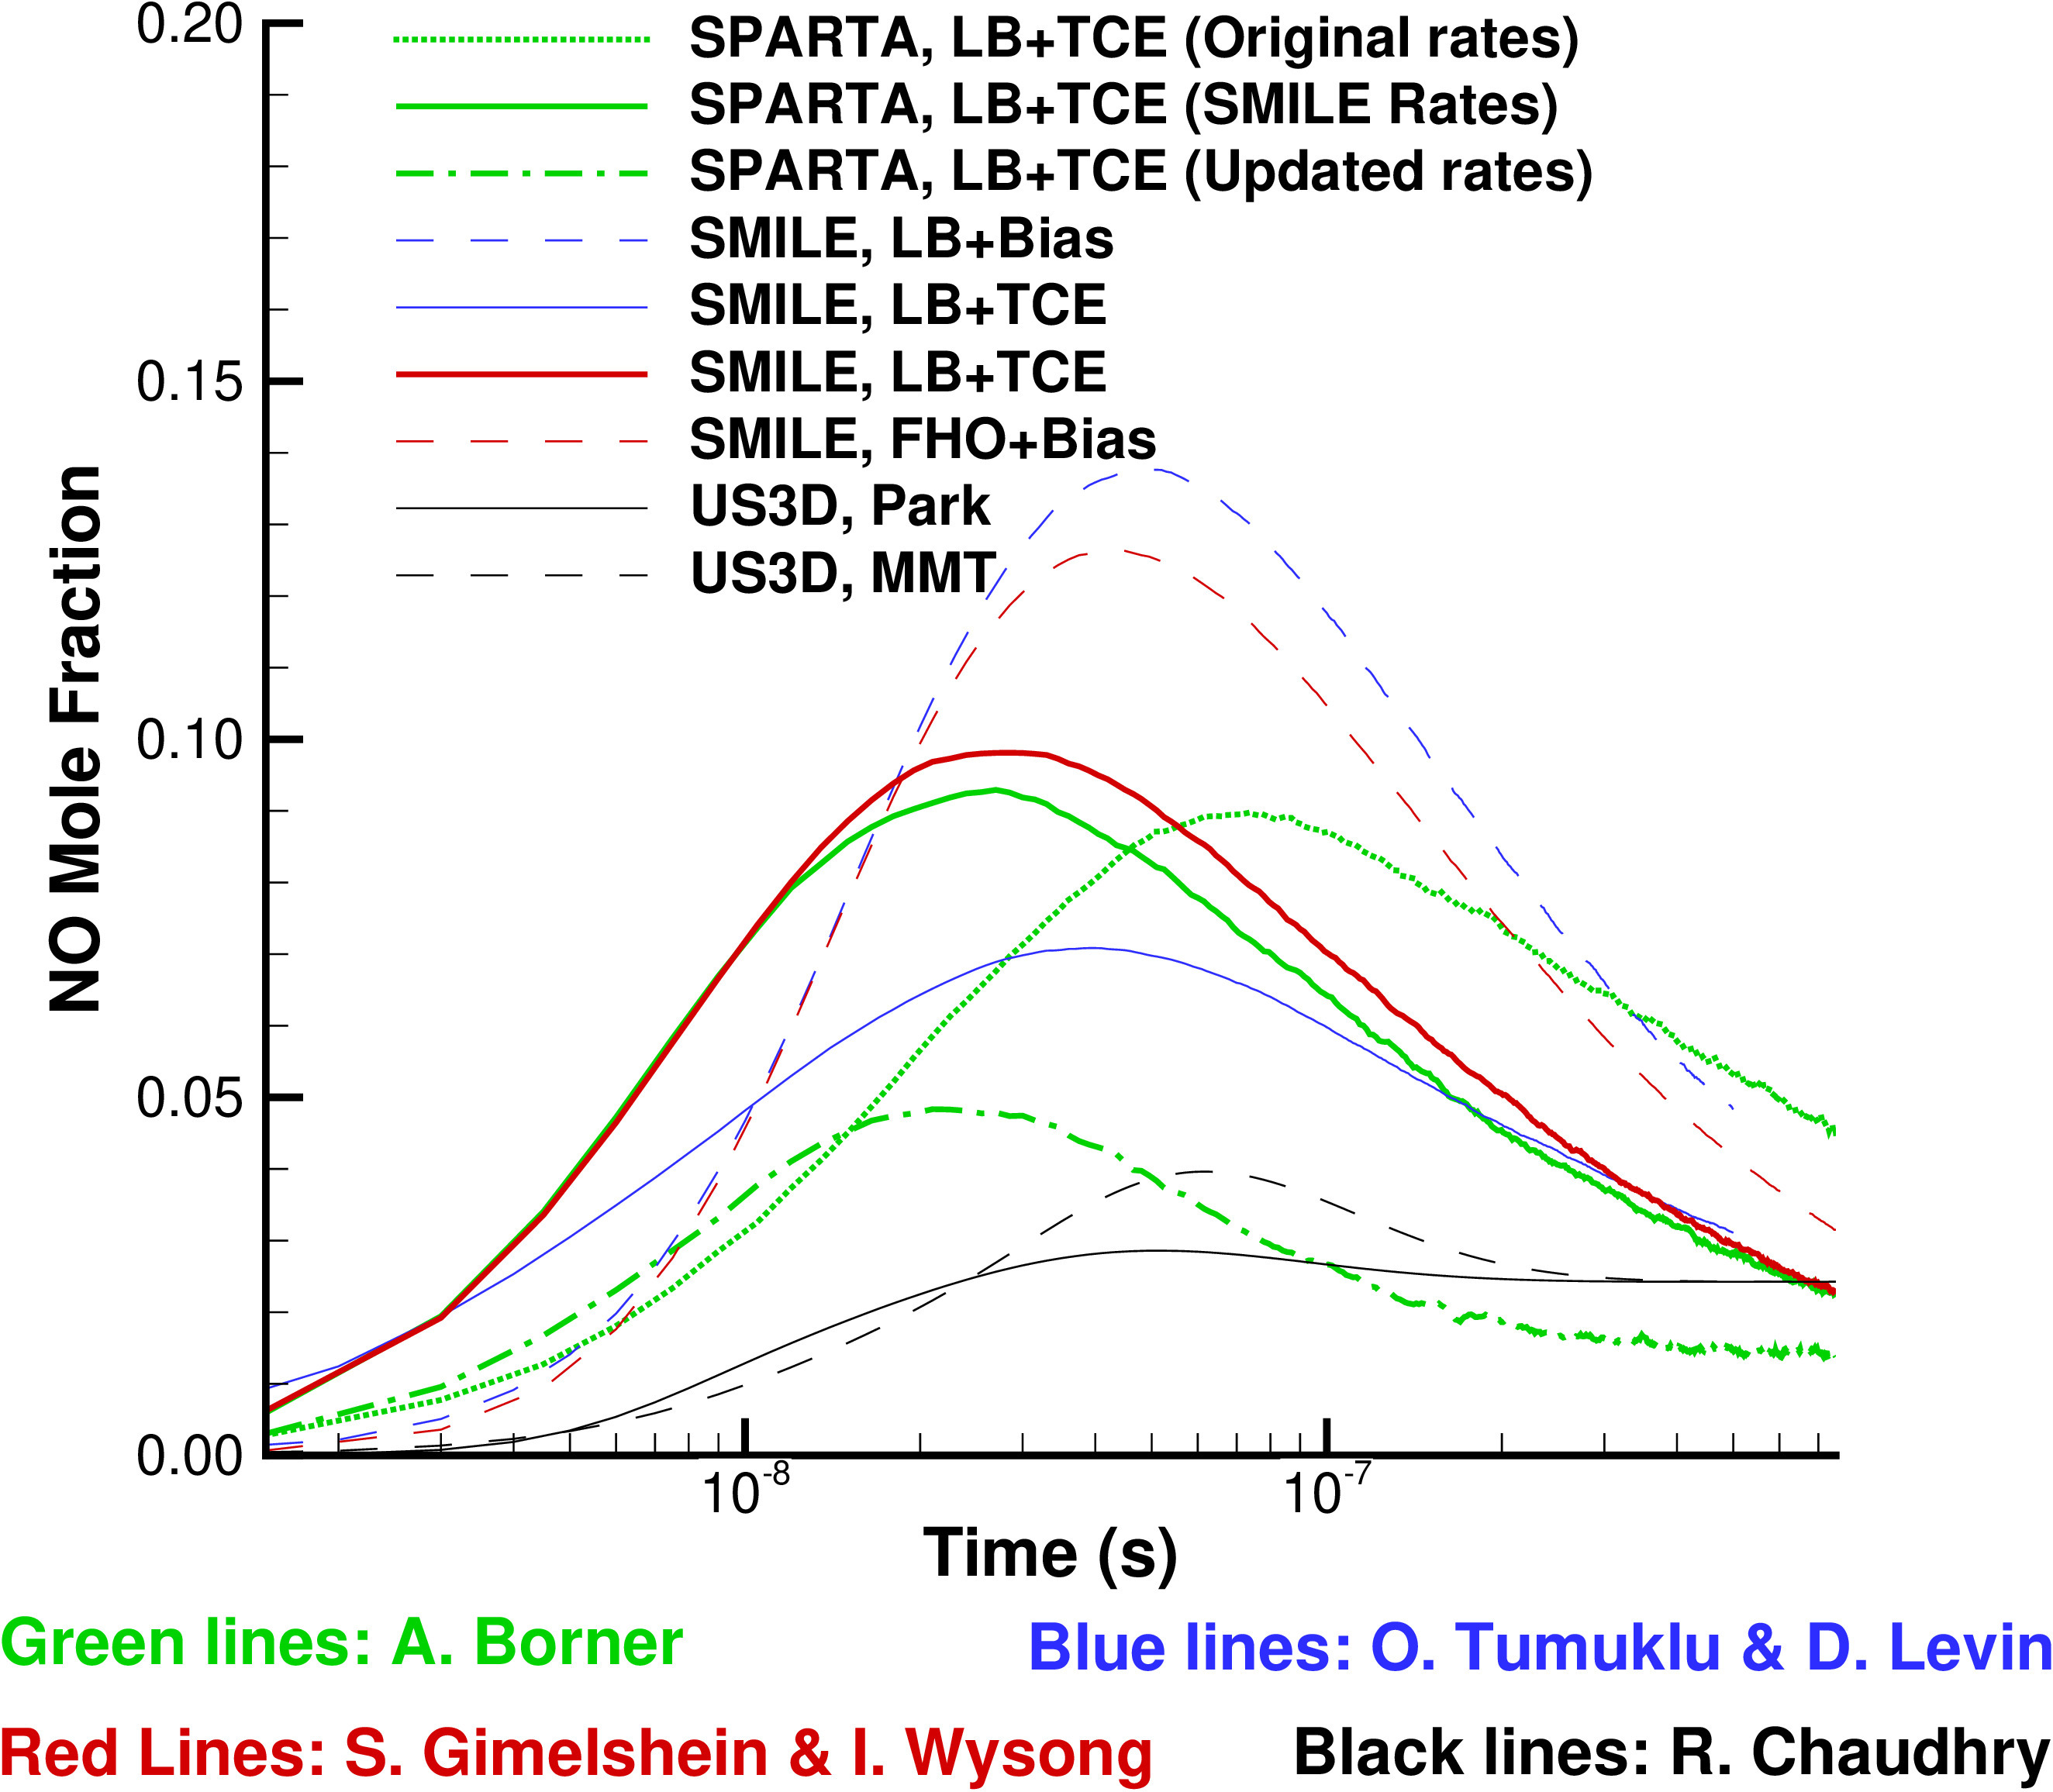 0.20
0.15
0.10
0.05
0.00
NO Mole Fraction
SPARTA, LB+TCE (Original rates)
SPARTA, LB+TCE (SMILE Rates)
SPARTA, LB+TCE (Updated rates)
SMILE, LB+Bias
SMILE, LB+TCE
SMILE, LB+TCE
SMILE, FHO+Bias
US3D, Park
US3D, MMT
10-8
10-7
Time (s)
Green lines: A. Borner
Blue lines: O. Tumuklu & D. Levin
Red Lines: S. Gimelshein & I. Wysong
Black lines: R. Chaudhry